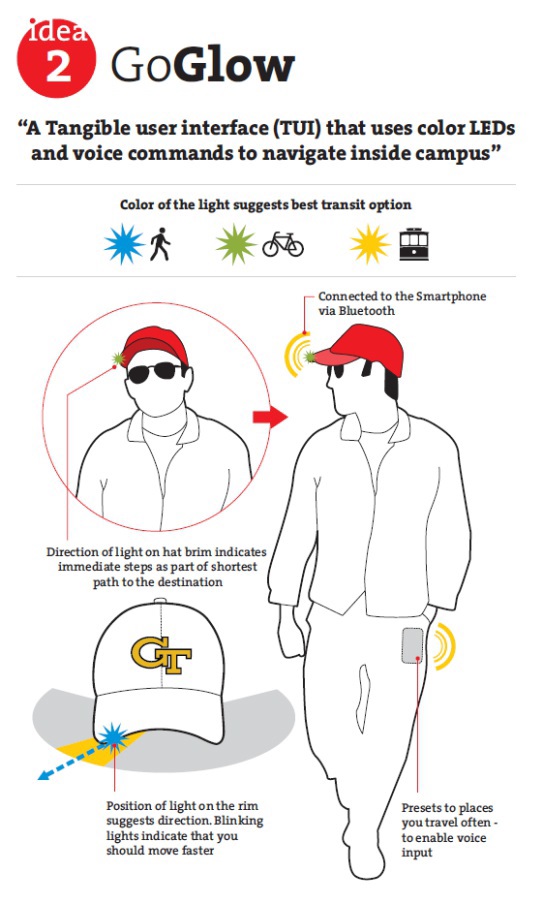 idea
2
GoGlow
“A Tangible user interface (TUI) that uses color LEDs
and voice commands to navigate inside campus”
Color of the light suggests best transit option
Connected to the Smartphone
via Bluetooth
Direction of light on hat brim indicates
immediate steps as part of shortest
path to the destination
GT
Position of light on the rim
suggests direction. Blinking
lights indicate that you
should move faster
Presets to places
you travel often -
to enable voice
input